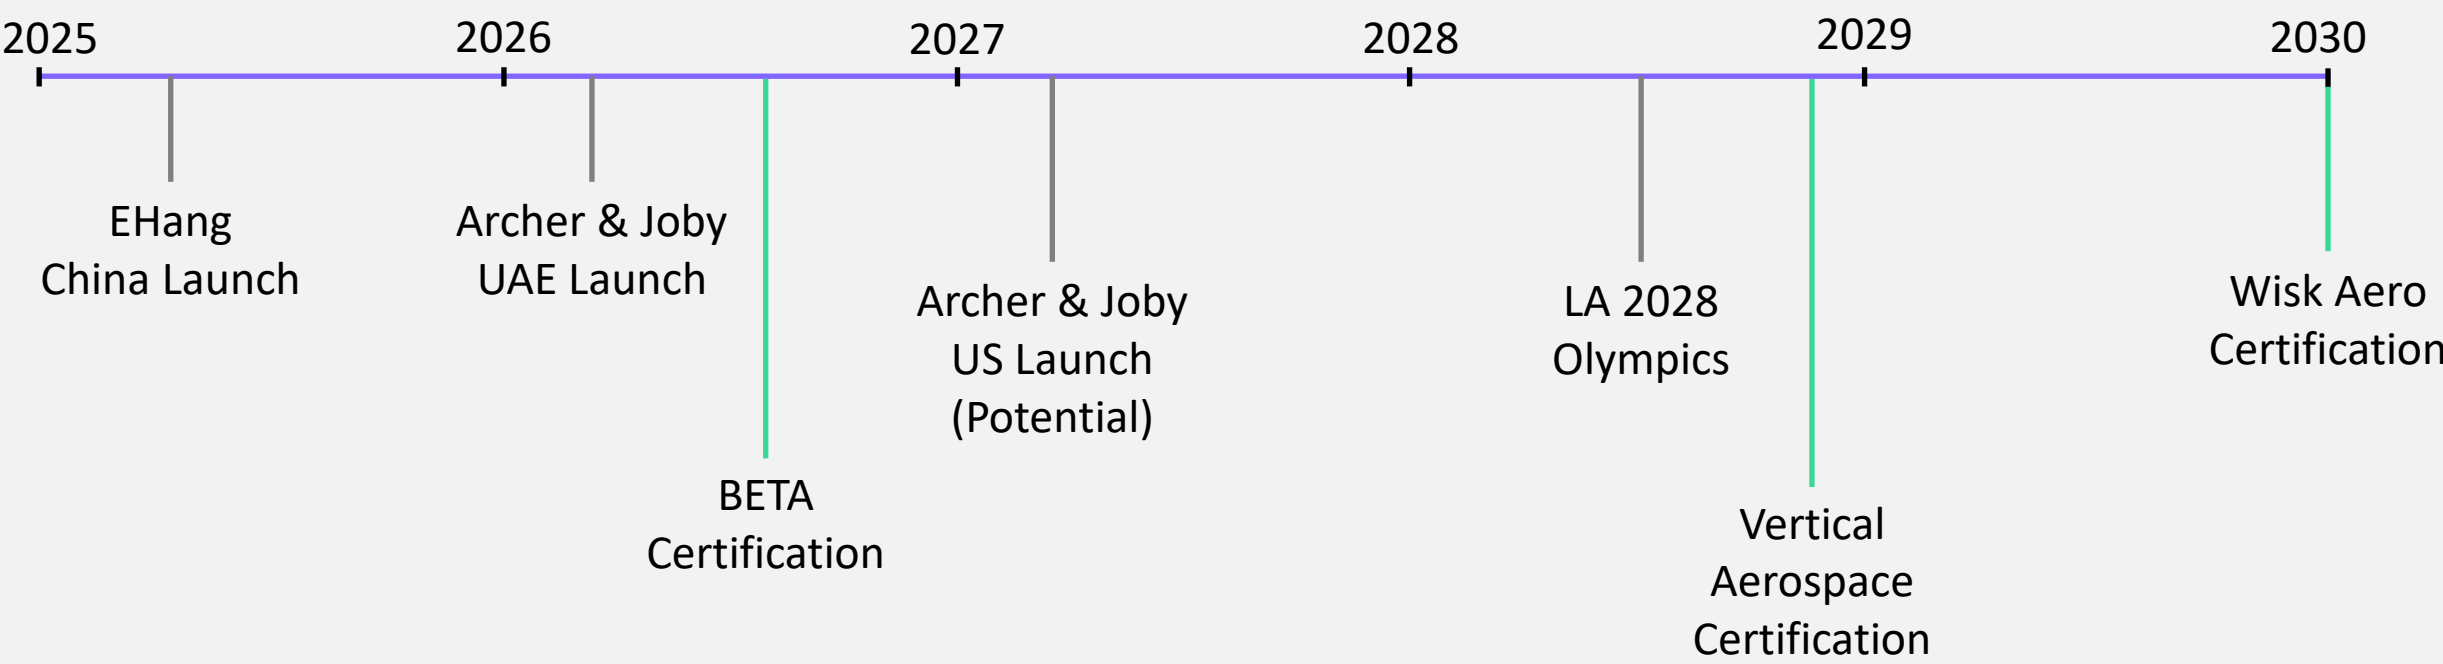 2025
2026
2027
2028
2029
2030
EHang
China Launch
Archer & Joby
UAE Launch
BETA
Certification
Archer & Joby
US Launch
(Potential)
LA 2028
Olympics
Vertical
Aerospace
Certification
Wisk Aero
Certification